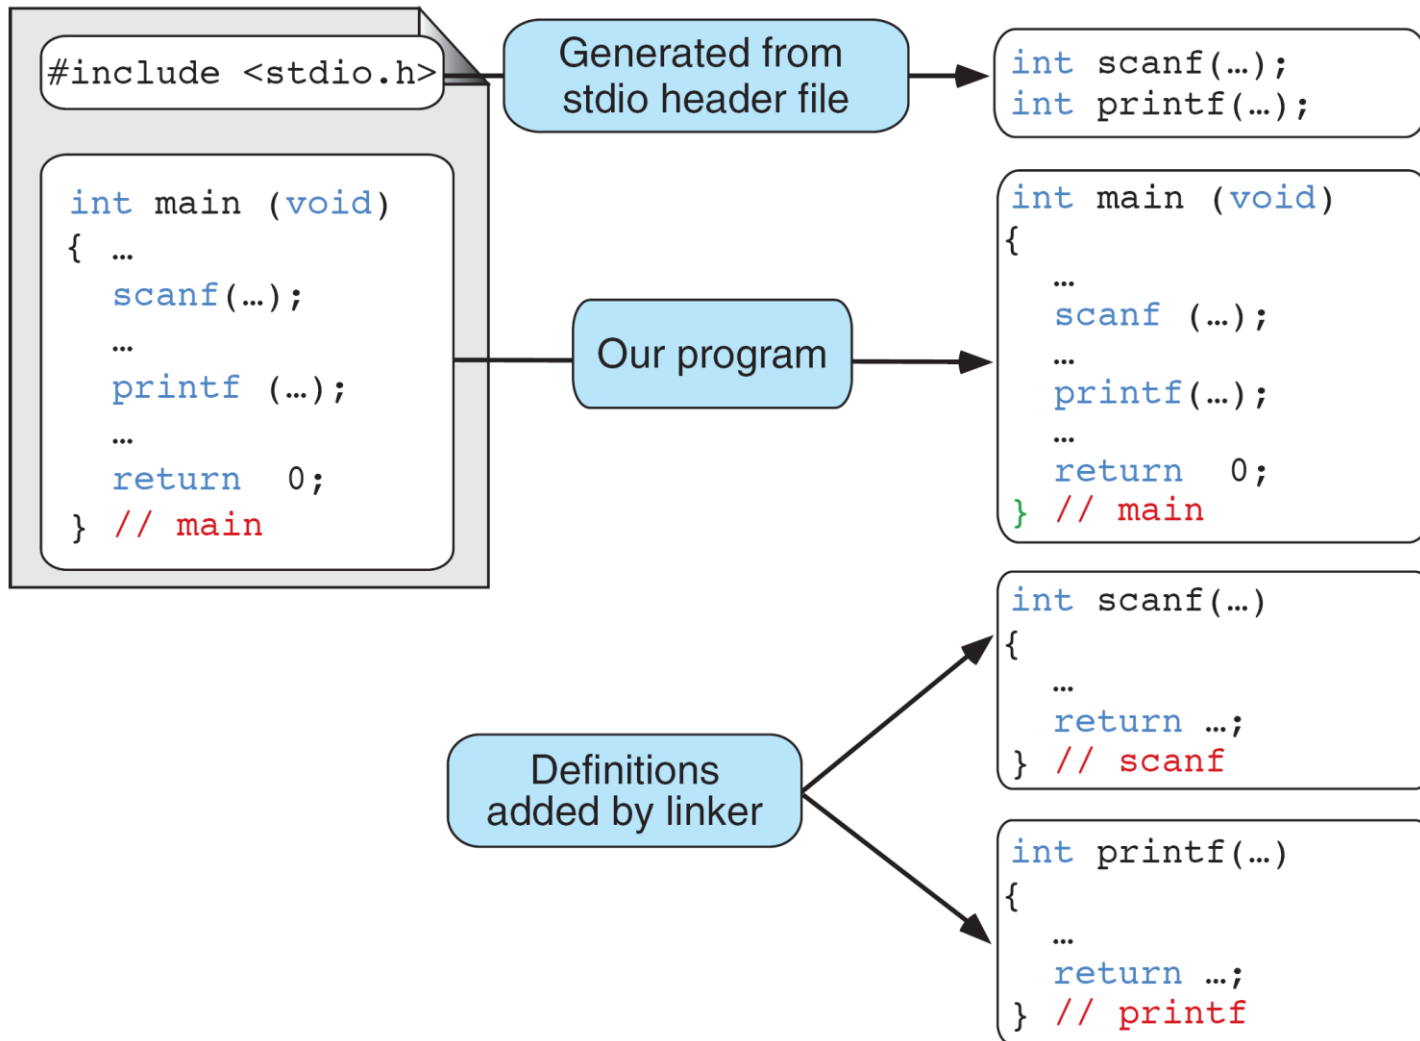 #include <stdio.h>
int main (void)
{ …
scanf(…);
…
printf (…);
…
return 0;
} // main
Generated from
stdio header file
Our program
Definitions
added by linker
int scanf(…);
int printf(…);
int main (void)
{
…
scanf (…);
…
printf(…);
…
return 0;
} // main
int scanf(…)
{
…
return …;
} // scanf
int printf(…)
{
…
return …;
} // printf